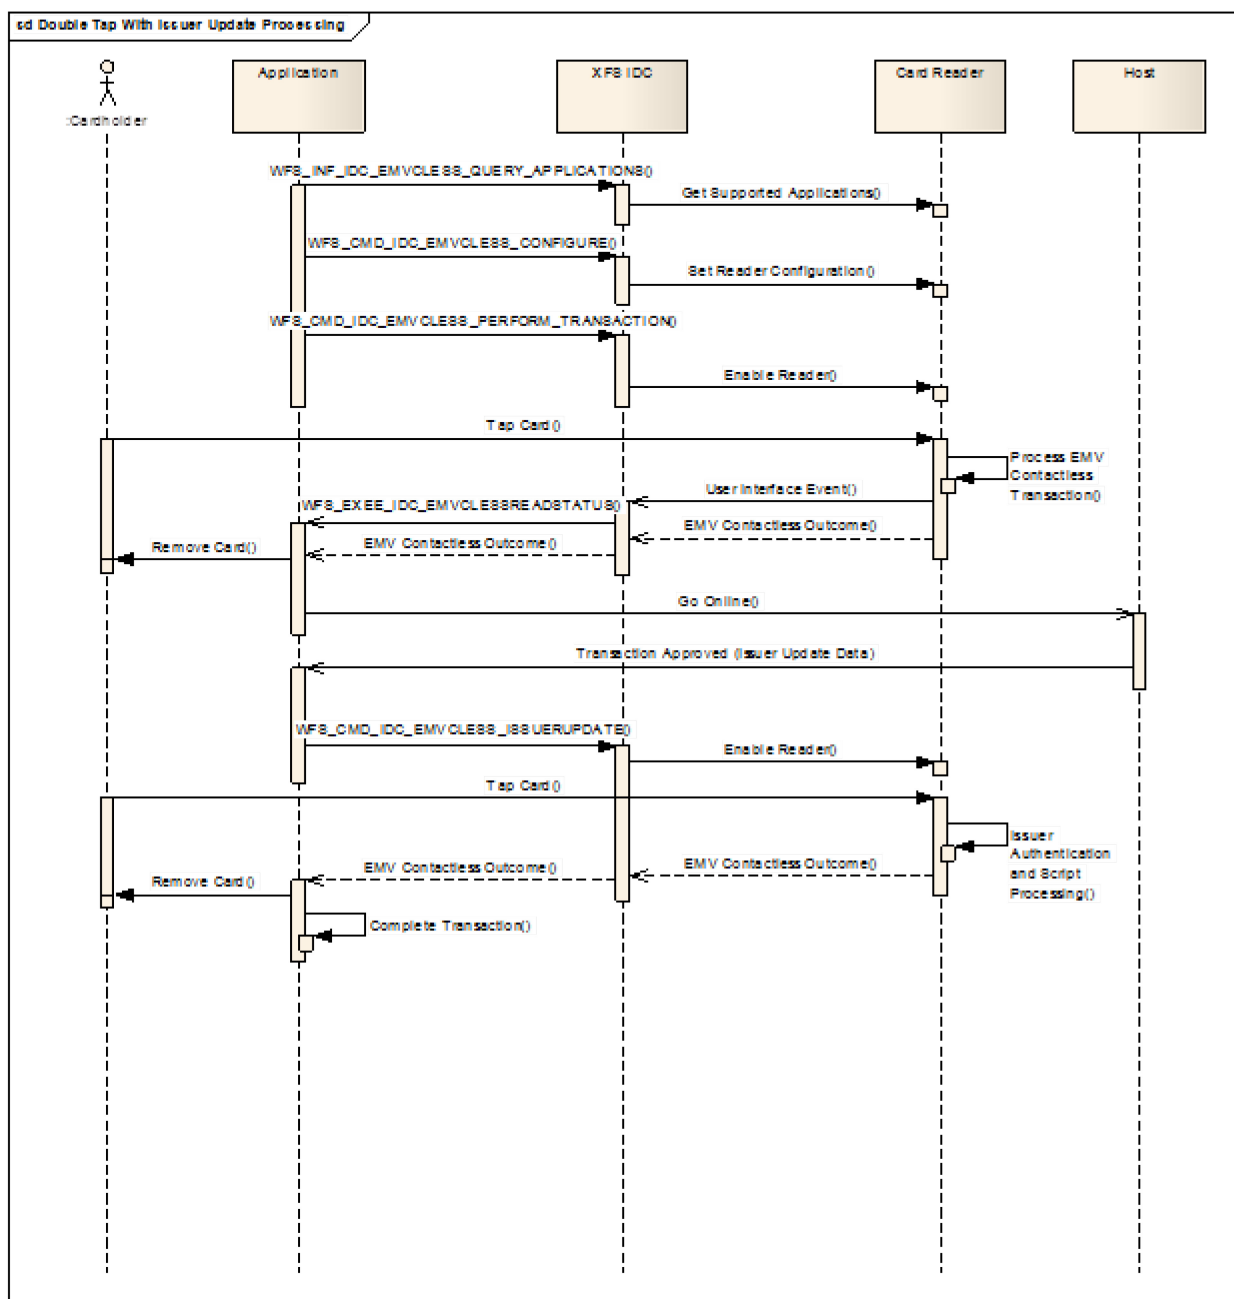 sd Double Tap With Issuer Update Processing
Application
XFS IDC
Card Reader
Host
:Cardholder
WFS_INF_IDC_EMVCLESS_QUERY_APPLICATIONS()
Get Supported Applications()
WFS_CMD_IDC_EMVCLESS_CONFIGURE()
Set Reader Configuration()
WFS_CMD_IDC_EMVCLESS_PERFORM_TRANSACTION()
Enable Reader()
Tap Card()
Process EMV
Contactless
Transaction()
User Interface Event()
WFS_EXEE_IDC_EMVCLESSREADSTATUS()
EMV Contactless Outcome()
EMV Contactless Outcome()
Remove Card()
Go Online()
Transaction Approved (Issuer Update Data)
WFS_CMD_IDC_EMVCLESS_ISSUERUPDATE()
Enable Reader()
Tap Card()
Issuer
Authentication
and Script
Processing()
EMV Contactless Outcome()
EMV Contactless Outcome()
Remove Card()
Complete Transaction()